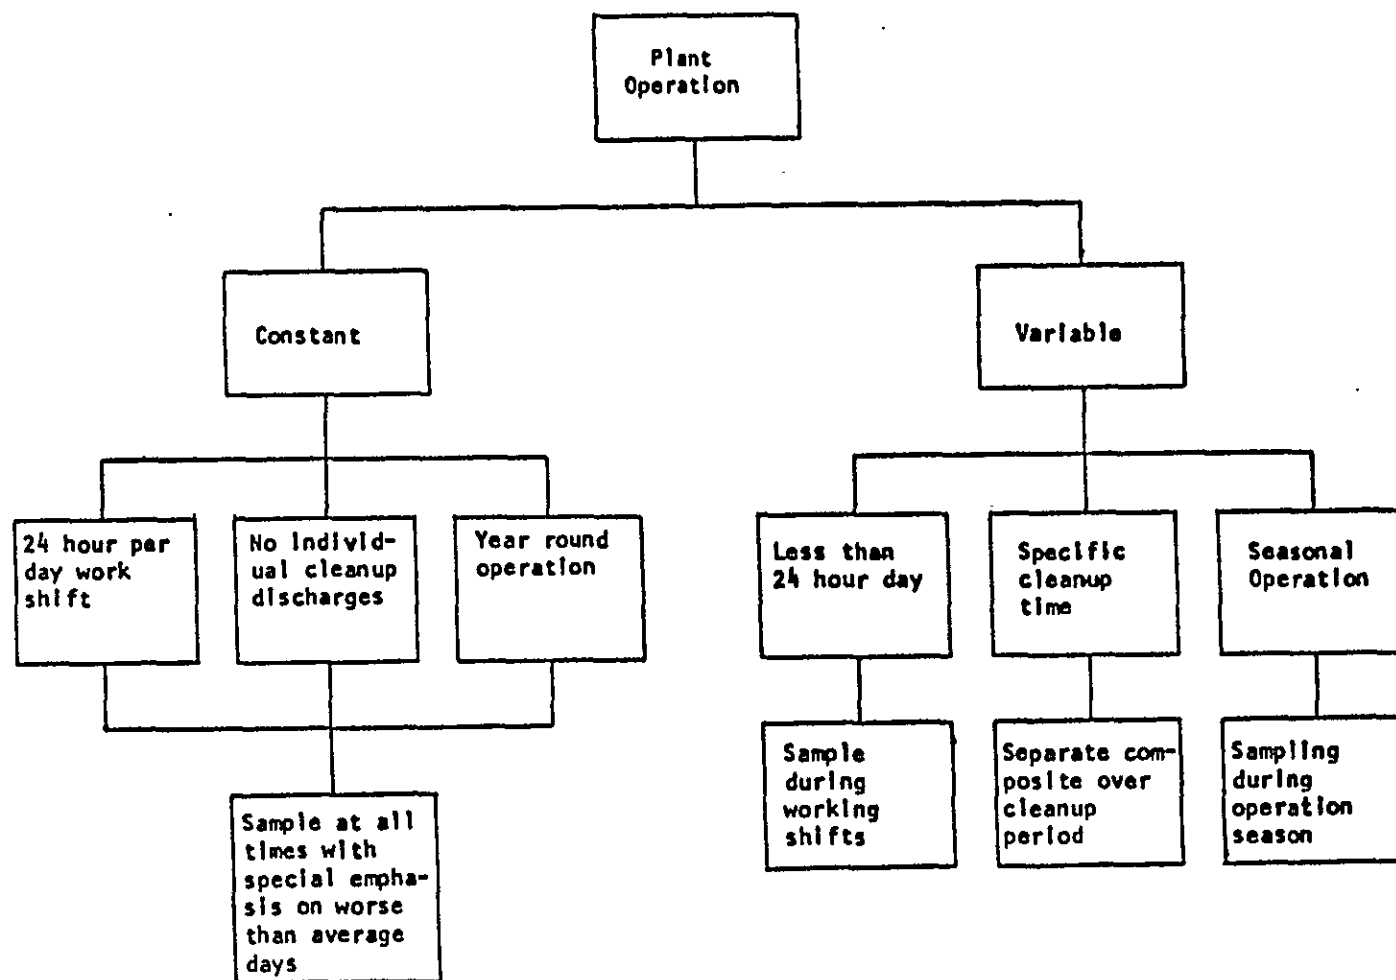 Plant
Operation
Constant
Variable
24 hour per
day work
shift
No individ-
ual cleanup
discharges
Year round
operation
Less than
24 hour day
Specific
cleanup
time
Seasonal
Operation
Sample at all
times with
special empha-
sis on worse
than average
days
Sample
during
working
shifts
Separate com-
posite over
cleanup
period
Sampling
during
operation
season